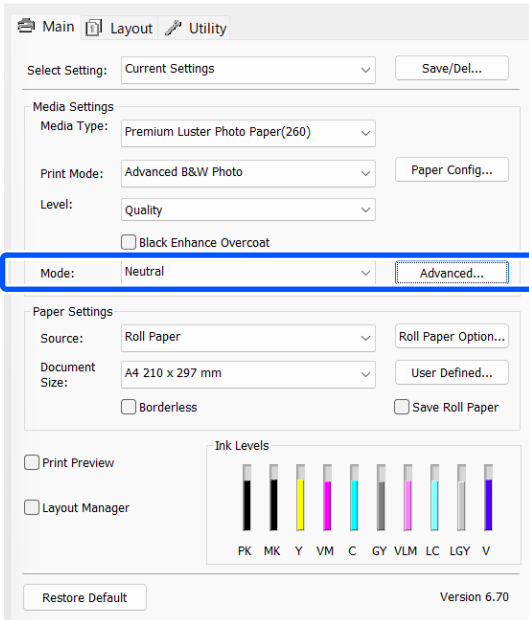 Main Layout Utility
Select Setting: Current Settings Save/Del...
Media Settings
Media Type: Premium Luster Photo Paper(260)
Print Mode: Advanced B&W Photo Paper Config...
Level: Quality
Black Enhance Overcoat
Mode: Neutral Advanced...
Paper Settings
Source: Roll Paper Roll Paper Option...
Document
Size: A4 210 x 297 mm User Defined...
Borderless Save Roll Paper
Print Preview
Layout Manager
Ink Levels
PK MK Y VM C GY VLM LC LGY V
Restore Default Version 6.70